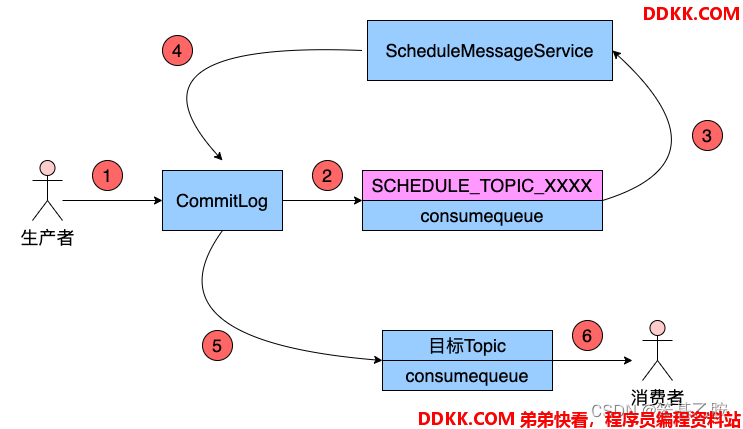 DDKK.COM
4
ScheduleMessageService
3
1
2
SCHEDULE_TOPIC_XXXX
CommitLog
consumequeue
生产者
5
6
目标Topic
consumequeue
消费者
CSDN
DDKK.COM 弟弟快看，程序员编程资料站